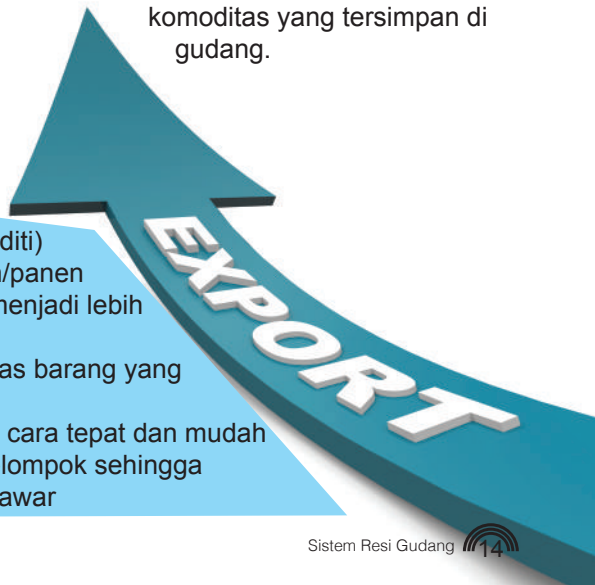 komoditas yang tersimpan di
gudang.
EXPORT
diti)
/panen
menjadi lebih
as barang yang
cara tepat dan mudah
lompok sehingga
awar
Sistem Resi Gudang 14